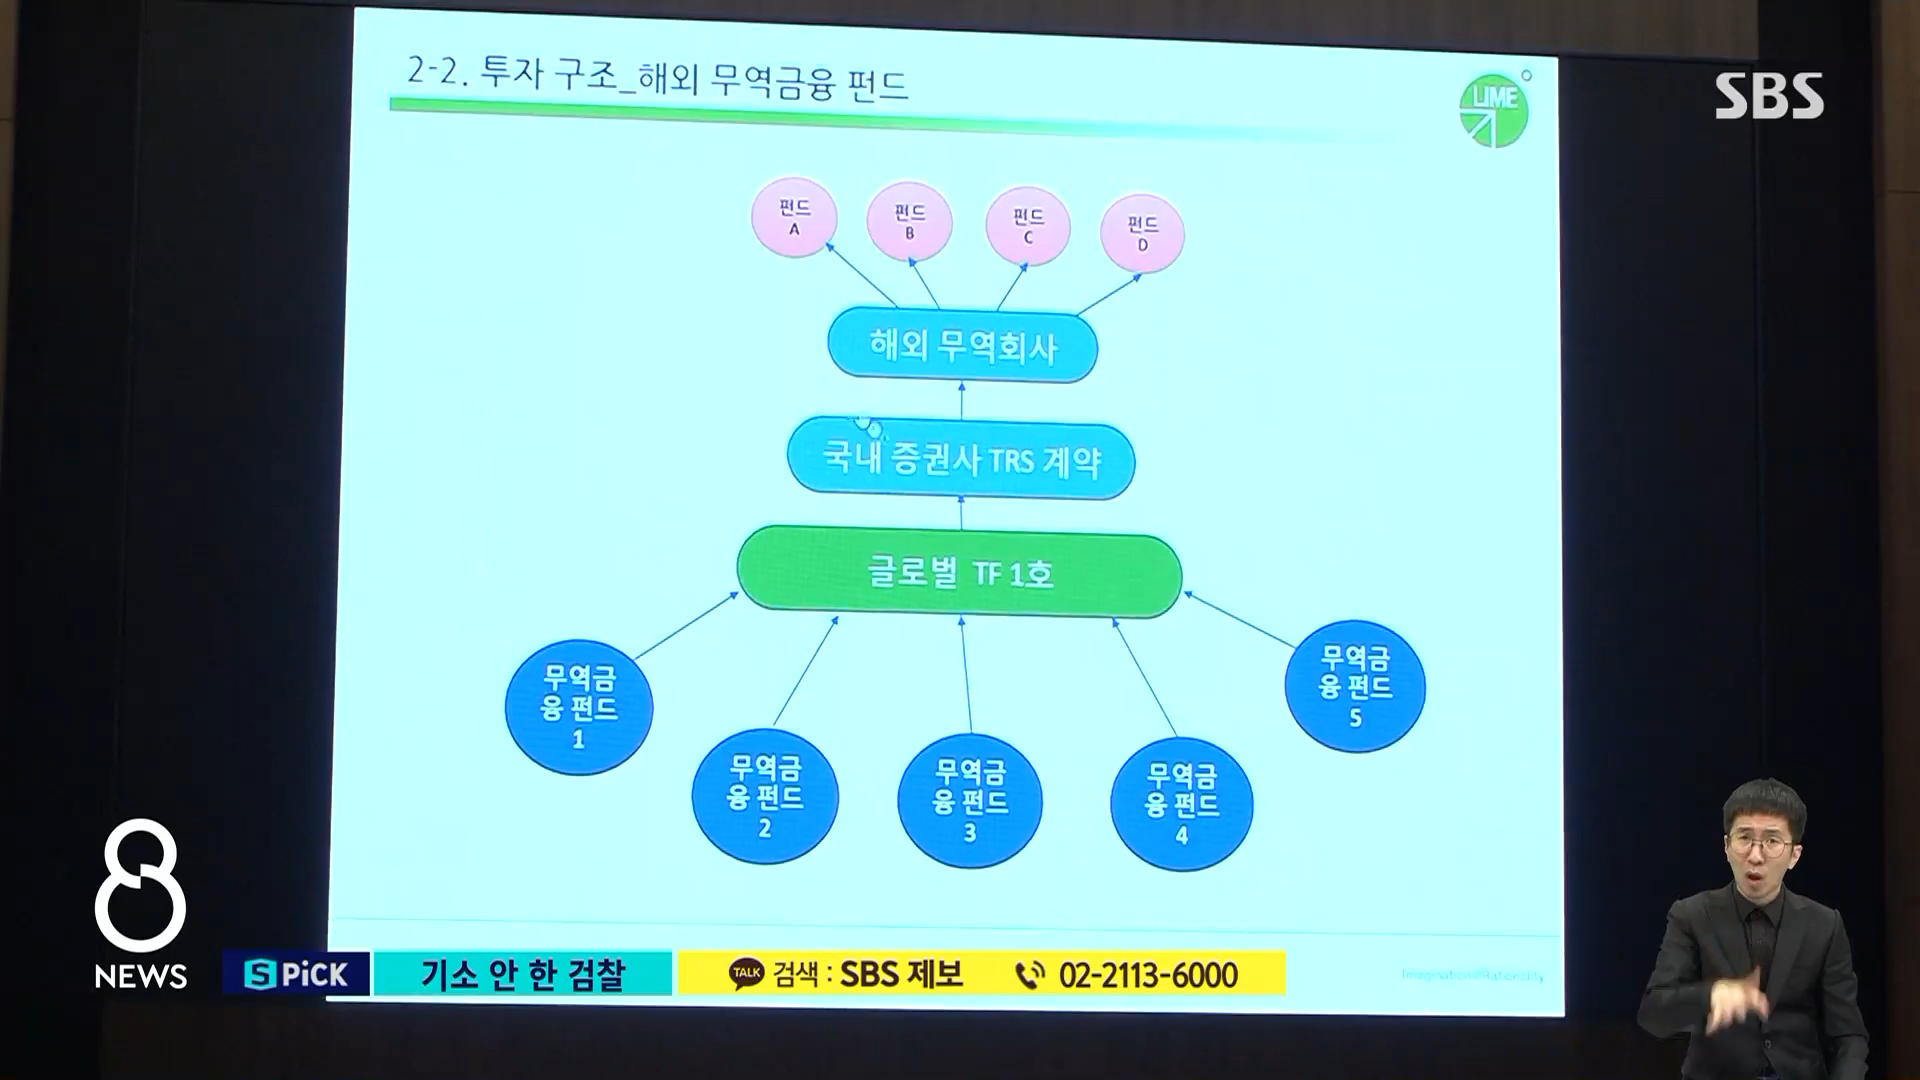 2-2. 투자 구조_해외 무역금융 펀드
LIME
SBS
펀드
A
펀드
B
펀드
C
펀드
D
해외 무역회사
국내 증권사 TRS 계약
글로벌 TF 1호
무역금
융 펀드
1
무역금
융 펀드
2
무역금
융 펀드
3
무역금
융 펀드
4
무역금
융 펀드
5
Imagination@Rationality
8
NEWS
S PiCK
기소 안 한 검찰
TALK 검색 : SBS 제보 02-2113-6000